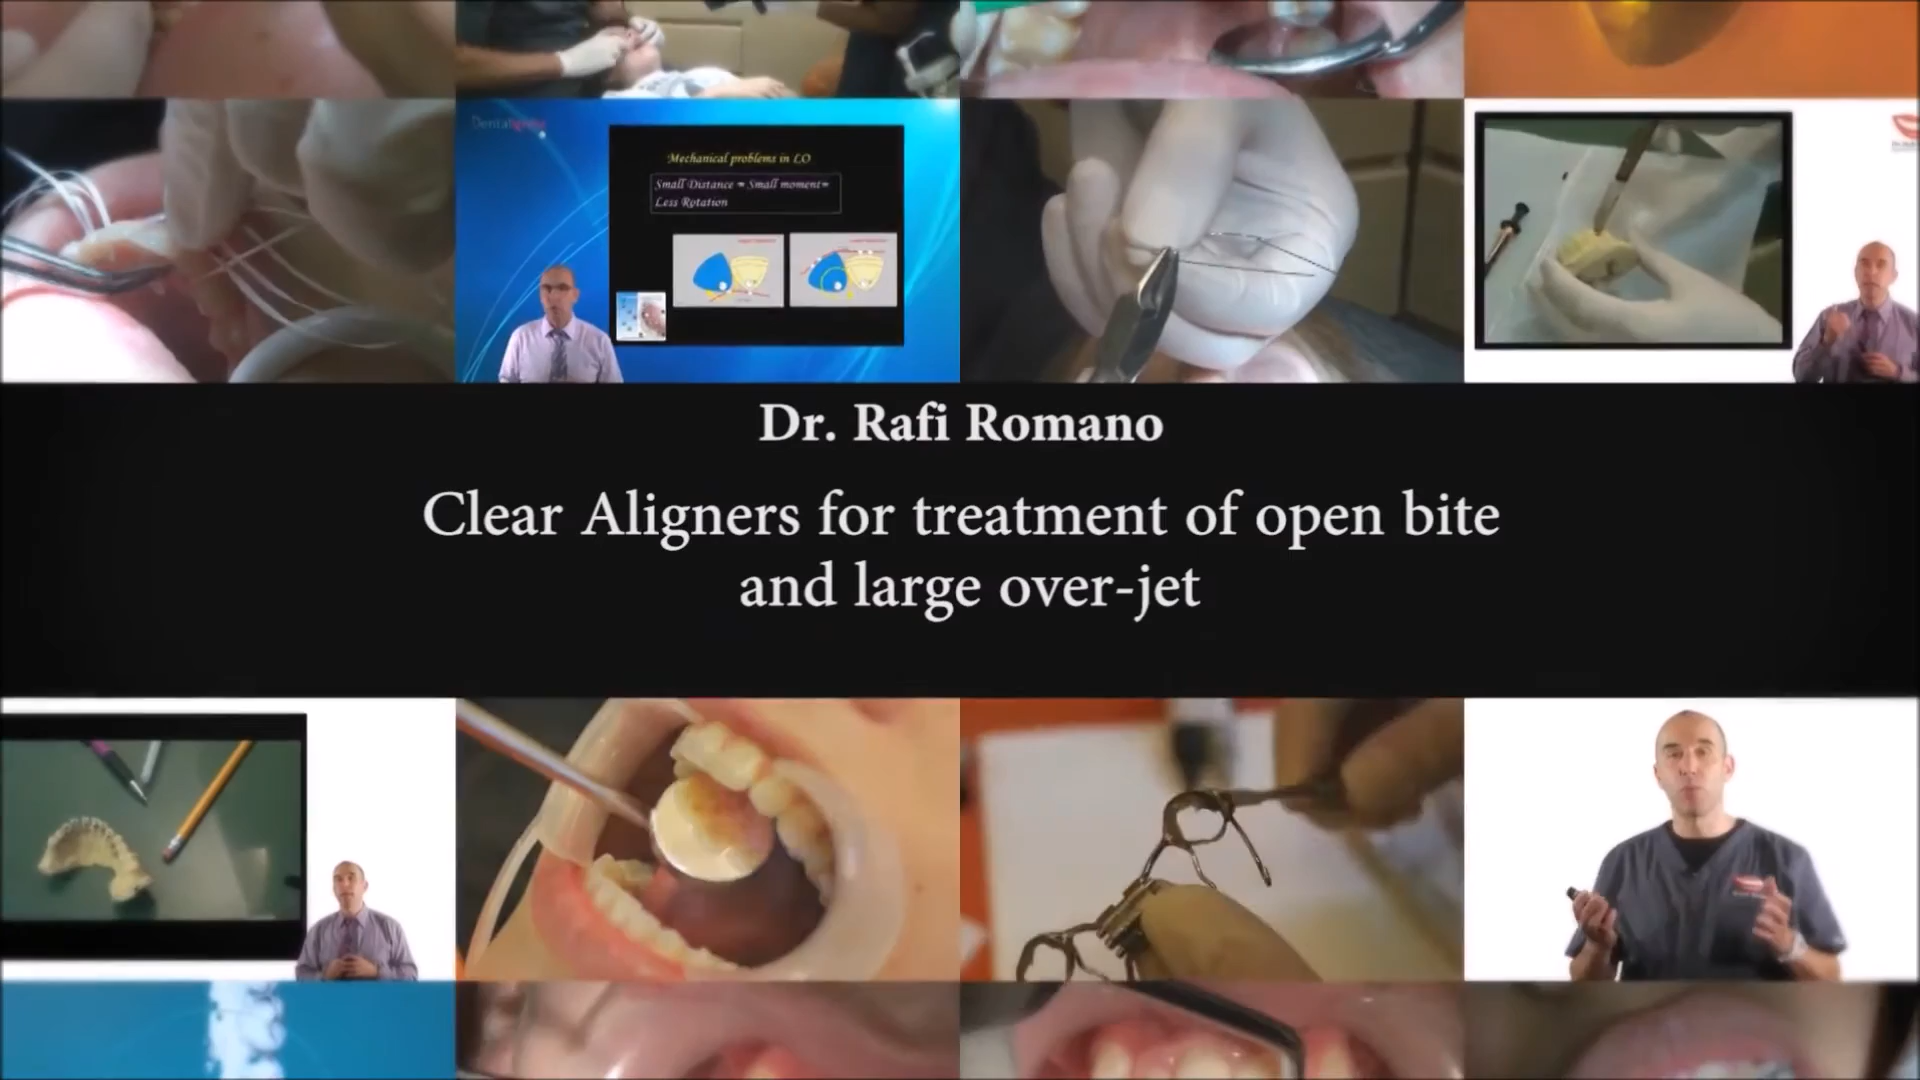 Dentalignos
Mechanical problems in LO
Small Distance = Small moment=
Less Rotation
Dr. Rafi Romano
Clear Aligners for treatment of open bite
and large over-jet